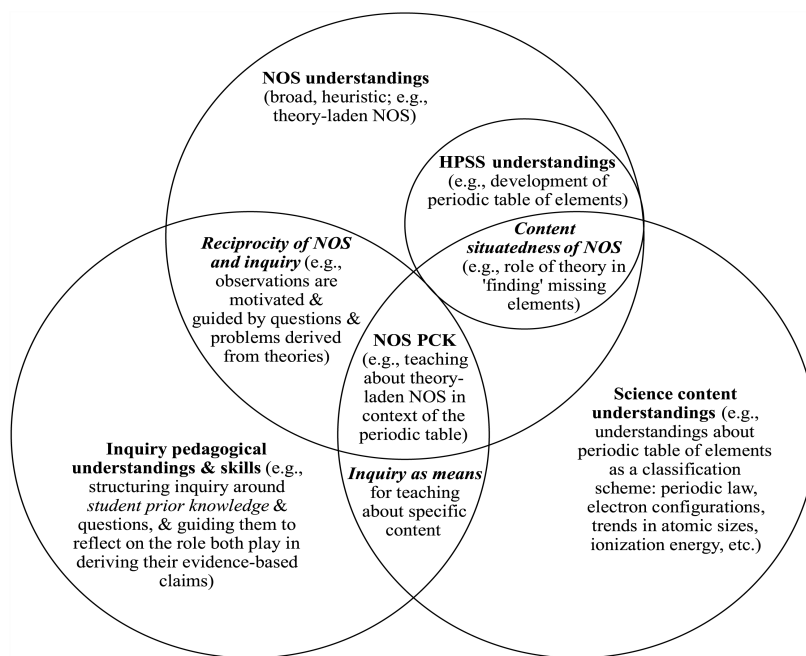 NOS understandings
(broad, heuristic; e.g.,
theory-laden NOS)
HPSS understandings
(e.g., development of
periodic table of elements)
Content
situatedness of NOS
(e.g., role of theory in
'finding' missing
elements)
Reciprocity of NOS
and inquiry (e.g.,
observations are
motivated &
guided by questions &
problems derived
from theories)
NOS PCK
(e.g., teaching
about theory-
laden NOS in
context of the
periodic table)
Science content
understandings (e.g.,
understandings about
periodic table of elements
as a classification
scheme: periodic law,
electron configurations,
trends in atomic sizes,
ionization energy, etc.)
Inquiry pedagogical
understandings & skills (e.g.,
structuring inquiry around
student prior knowledge &
questions, & guiding them to
reflect on the role both play in
deriving their evidence-based
claims)
Inquiry as means
for teaching
about specific
content